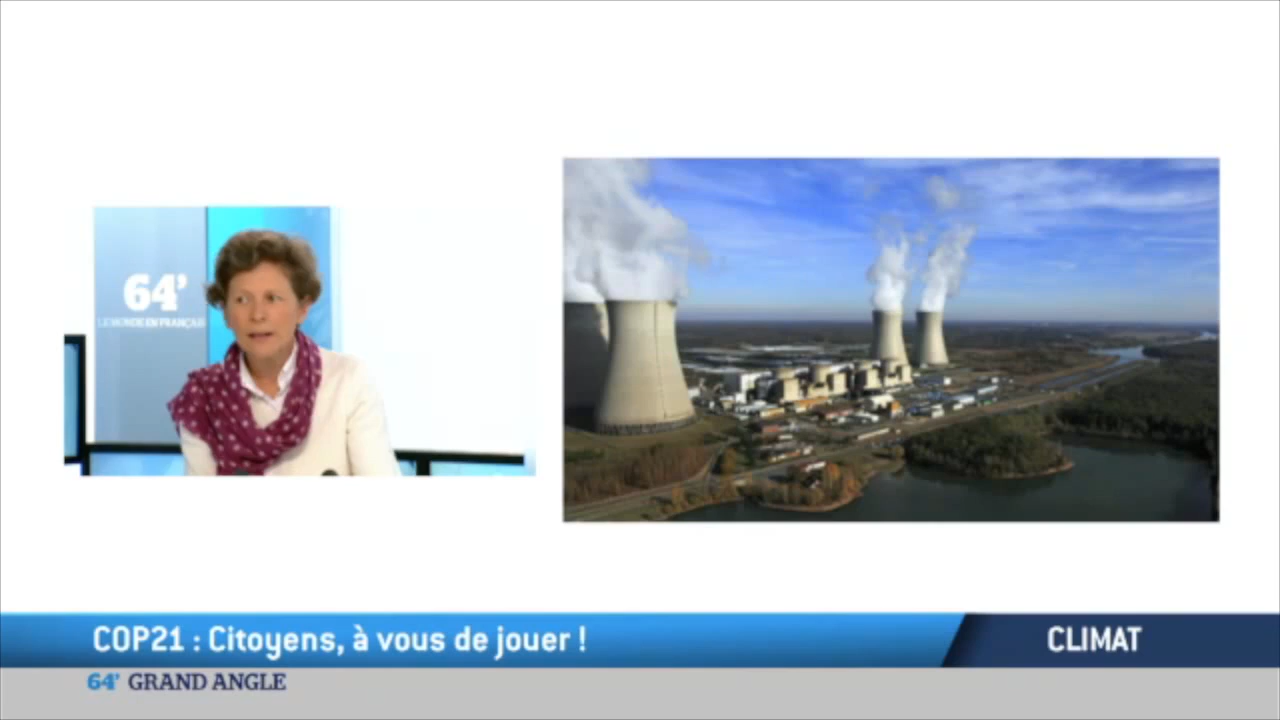 64'
LE MONDE EN FRANÇAIS
COP21 : Citoyens, à vous de jouer !
CLIMAT
64' GRAND ANGLE